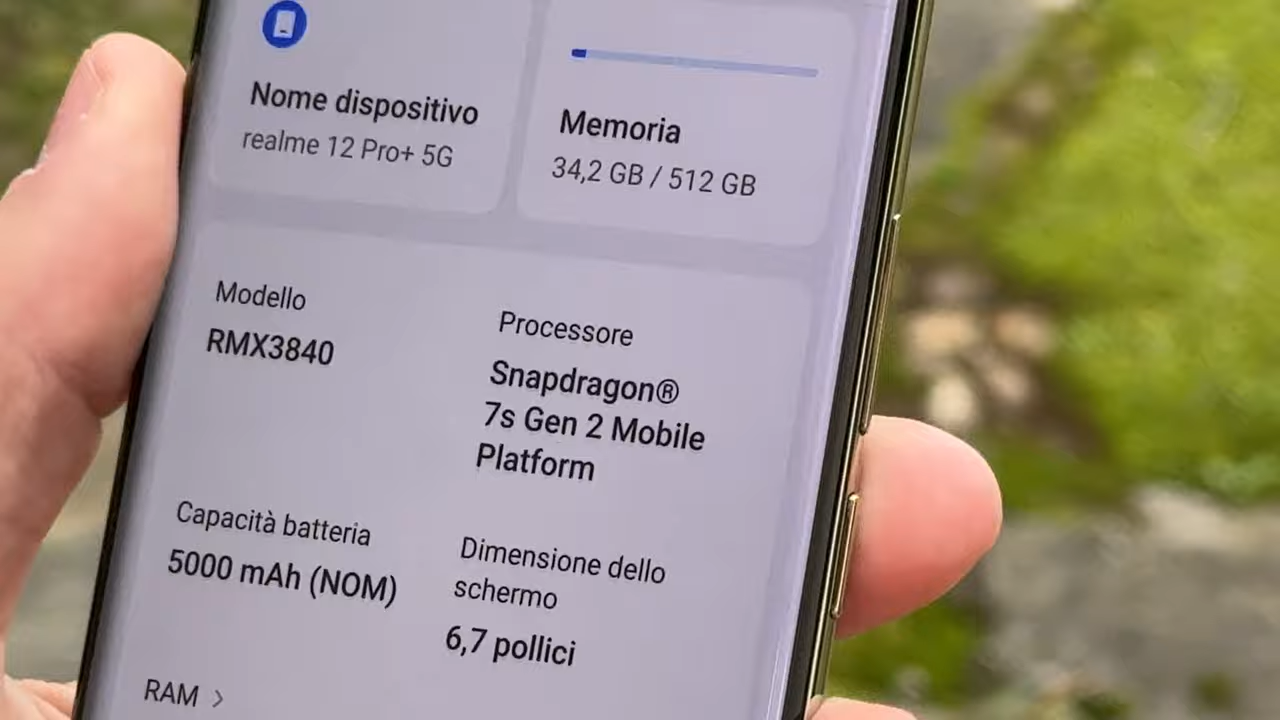 Nome dispositivo
realme 12 Pro+ 5G
Memoria
34,2 GB / 512 GB
Modello
RMX3840
Processore
Snapdragon®
7s Gen 2 Mobile
Platform
Capacità batteria
5000 mAh (NOM)
Dimensione dello
schermo
6,7 pollici
RAM >